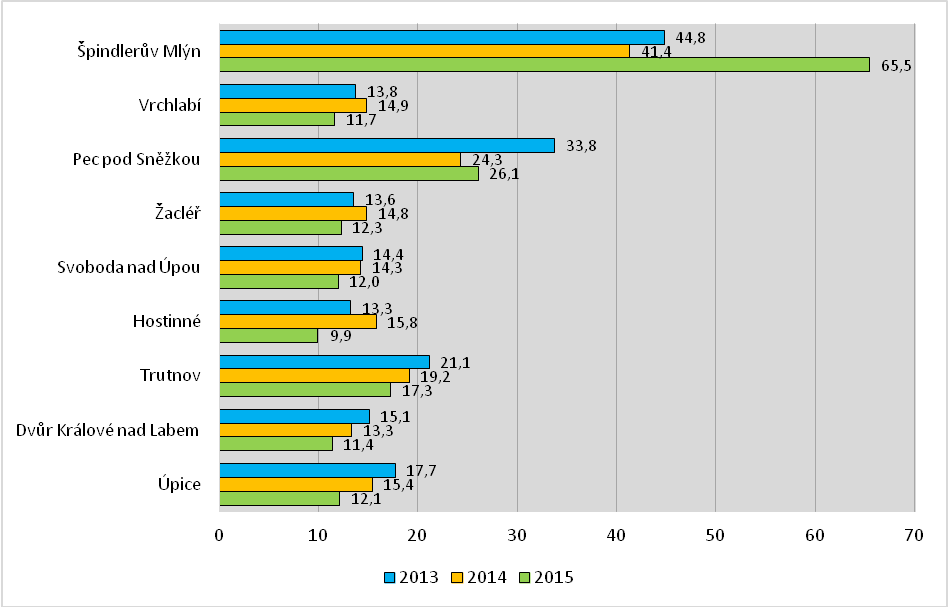 Špindlerův Mlýn
44,8
41,4
65,5
Vrchlabí
13,8
14,9
11,7
Pec pod Sněžkou
33,8
24,3
26,1
Žacléř
13,6
14,8
12,3
Svoboda nad Úpou
14,4
14,3
12,0
Hostinné
13,3
15,8
9,9
Trutnov
21,1
19,2
17,3
Dvůr Králové nad Labem
15,1
13,3
11,4
Úpice
17,7
15,4
12,1
0 10 20 30 40 50 60 70
2013 2014 2015